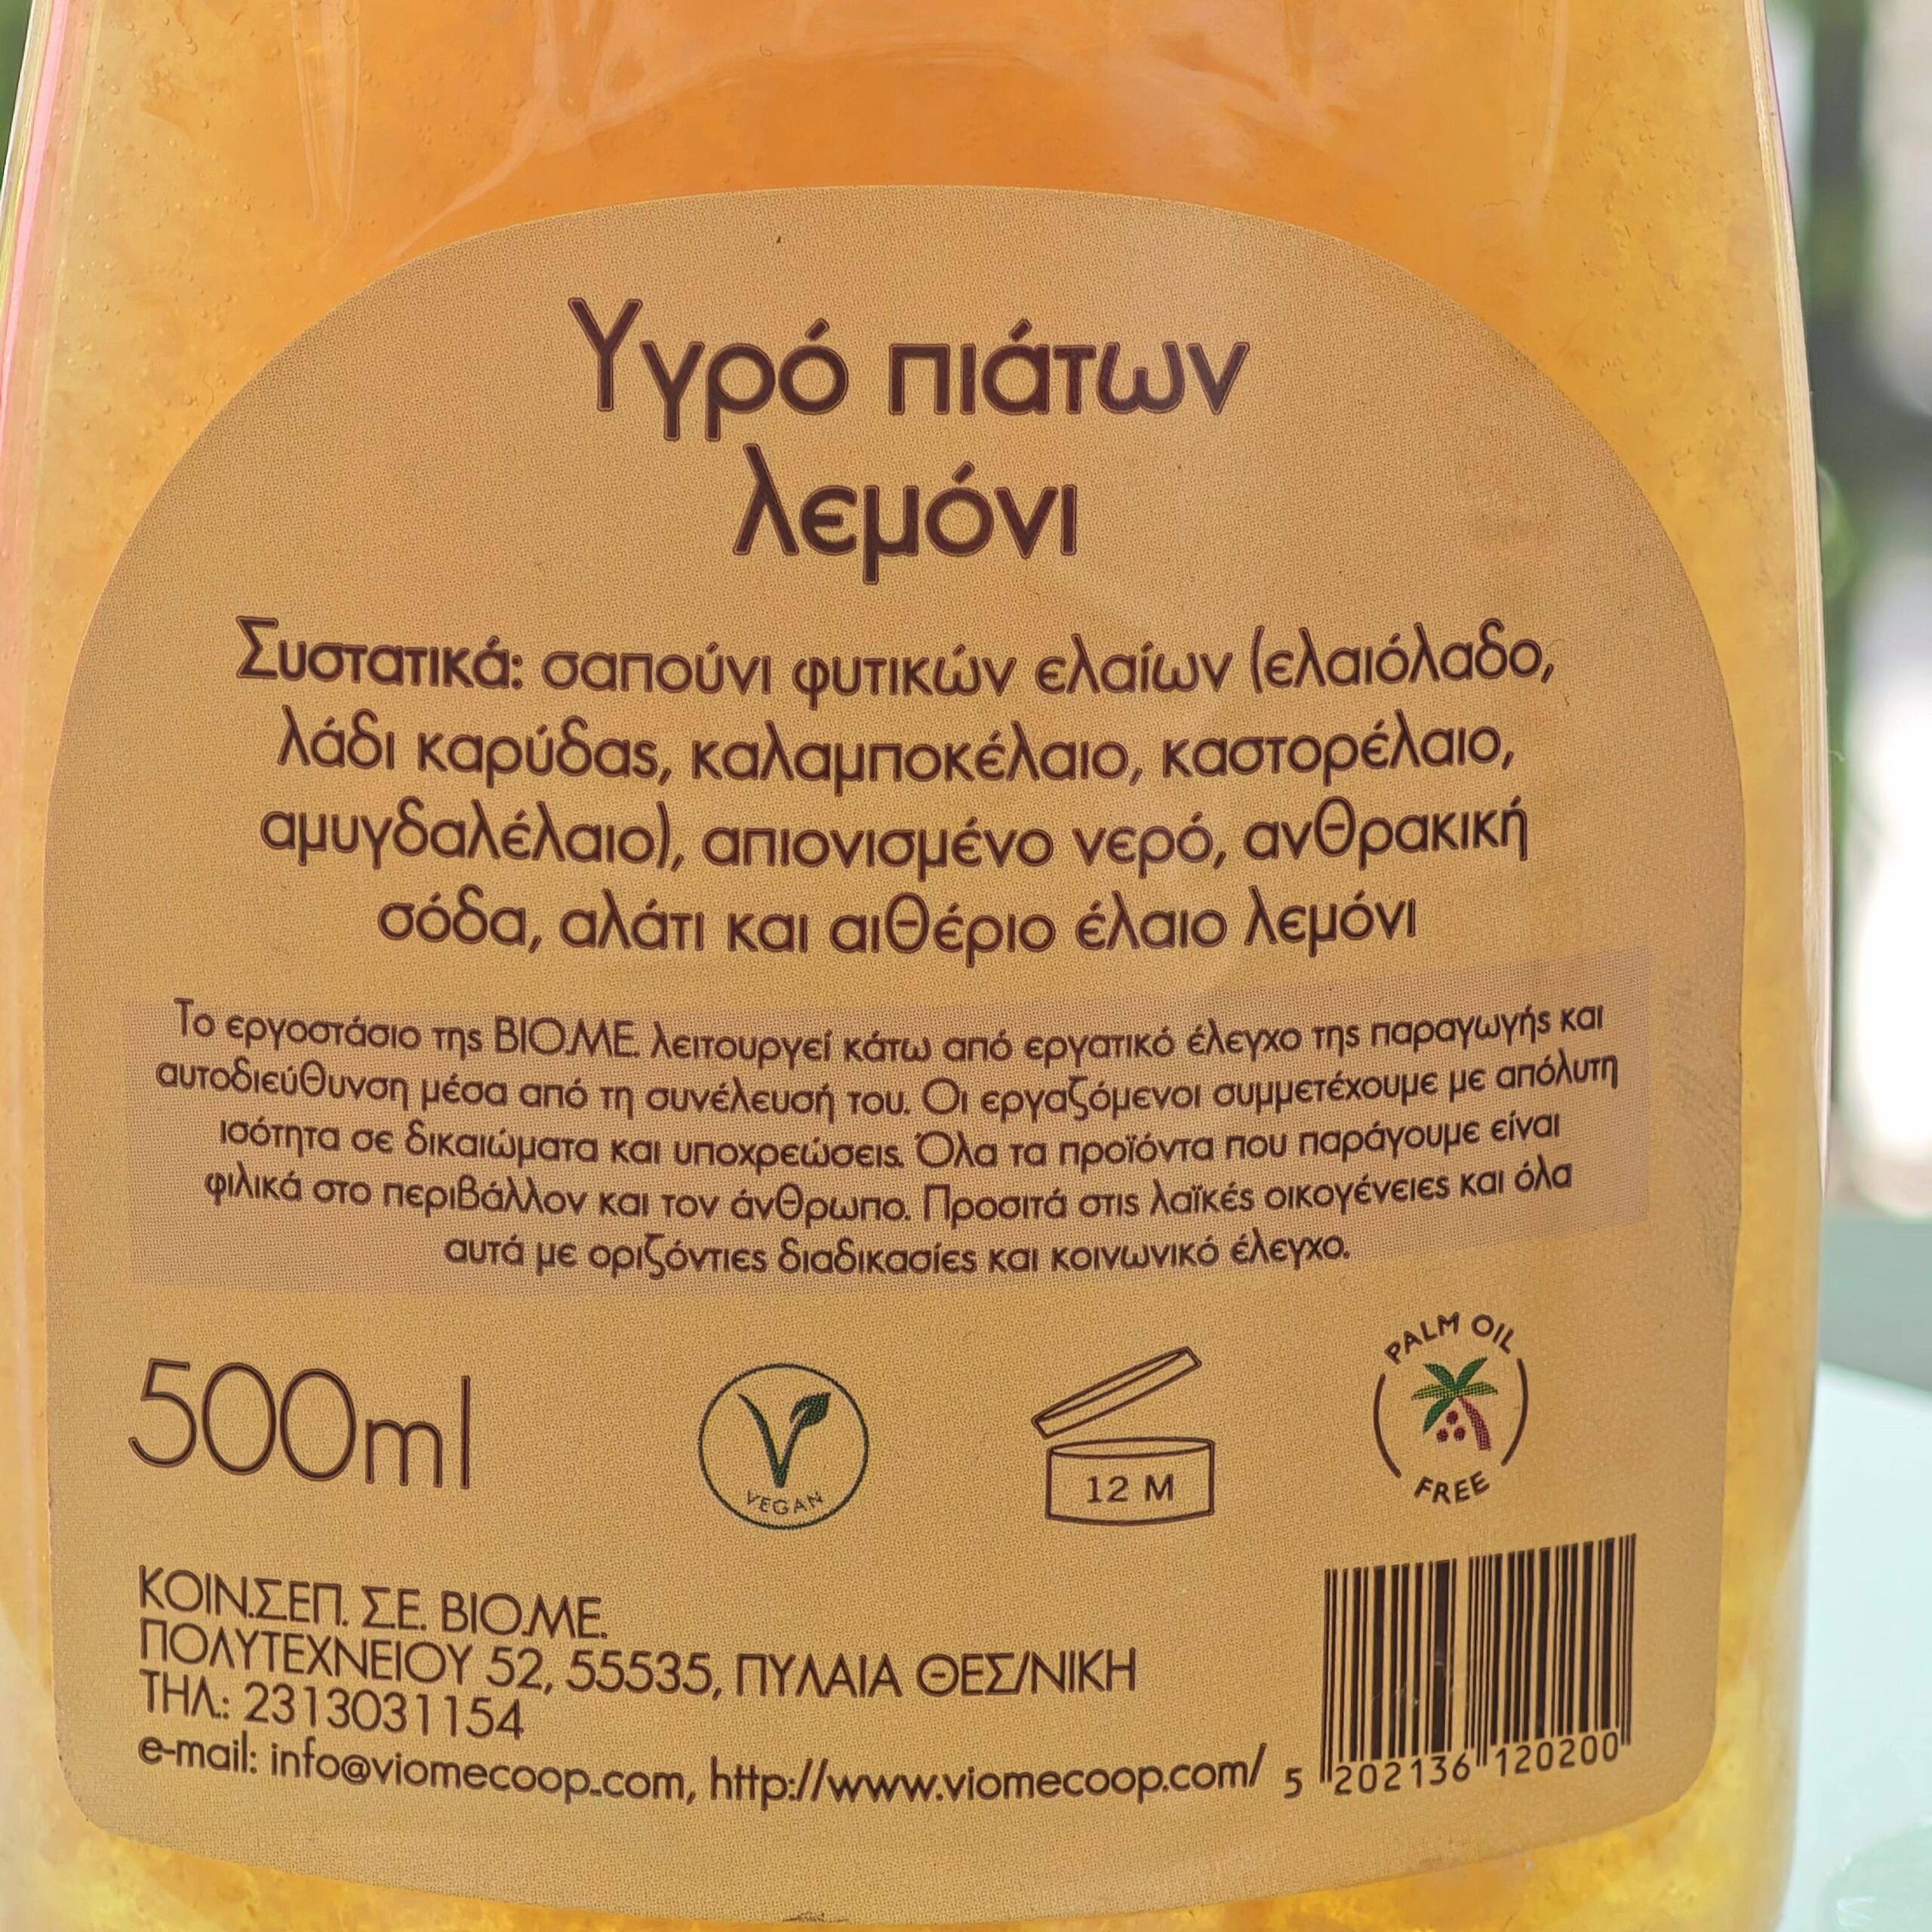 Υγρό πιάτων
λεμόνι
Συστατικά: σαπούνι φυτικών ελαίων (ελαιόλαδο,
λάδι καρύδας, καλαμποκέλαιο, καστορέλαιο,
αμυγδαλέλαιο), απιονισμένο νερό, ανθρακική
σόδα, αλάτι και αιθέριο έλαιο λεμόνι
Το εργοστάσιο της ΒΙΟ.ΜΕ. λειτουργεί κάτω από εργατικό έλεγχο της παραγωγής και
αυτοδιεύθυνση μέσα από τη συνέλευσή του. Οι εργαζόμενοι συμμετέχουμε με απόλυτη
ισότητα σε δικαιώματα και υποχρεώσεις. Όλα τα προϊόντα που παράγουμε είναι
φιλικά στο περιβάλλον και τον άνθρωπο. Προσιτά στις λαϊκές οικογένειες και όλα
αυτά με οριζόντιες διαδικασίες και κοινωνικό έλεγχο.
500ml
VEGAN
12 M
PALM OIL
FREE
ΚΟΙΝ.ΣΕΠ. ΣΕ. ΒΙΟ.ΜΕ.
ΠΟΛΥΤΕΧΝΕΙΟΥ 52, 55535, ΠΥΛΑΙΑ ΘΕΣ/ΝΙΚΗ
ΤΗΛ.: 2313031154
e-mail: info@viomecoop.com, http://www.viomecoop.com/
5 202136 120200